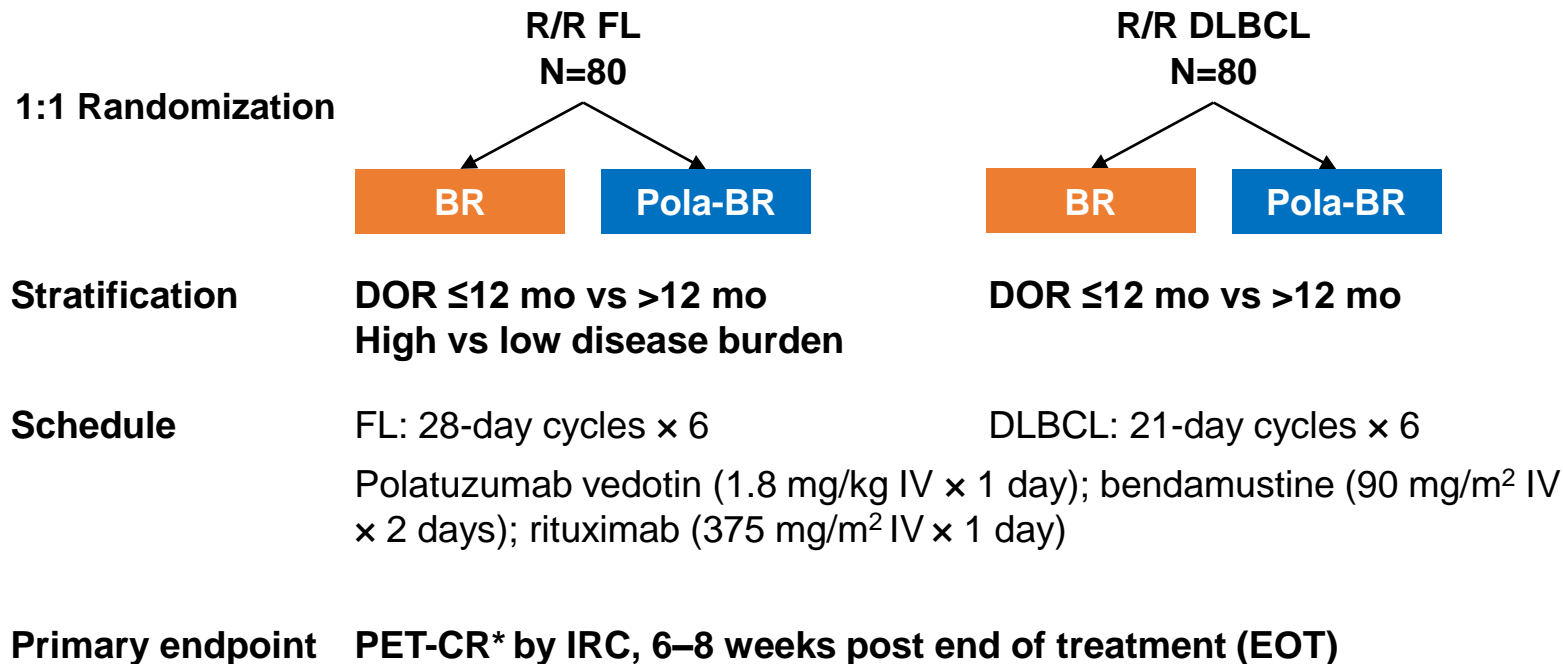 R/R FL
N=80
R/R DLBCL
N=80
1:1 Randomization
BR
Pola-BR
BR
Pola-BR
Stratification
DOR ≤12 mo vs >12 mo
High vs low disease burden
DOR ≤12 mo vs >12 mo
Schedule
FL: 28-day cycles × 6
DLBCL: 21-day cycles × 6
Polatuzumab vedotin (1.8 mg/kg IV × 1 day); bendamustine (90 mg/m² IV
× 2 days); rituximab (375 mg/m² IV × 1 day)
Primary endpoint
PET-CR* by IRC, 6–8 weeks post end of treatment (EOT)